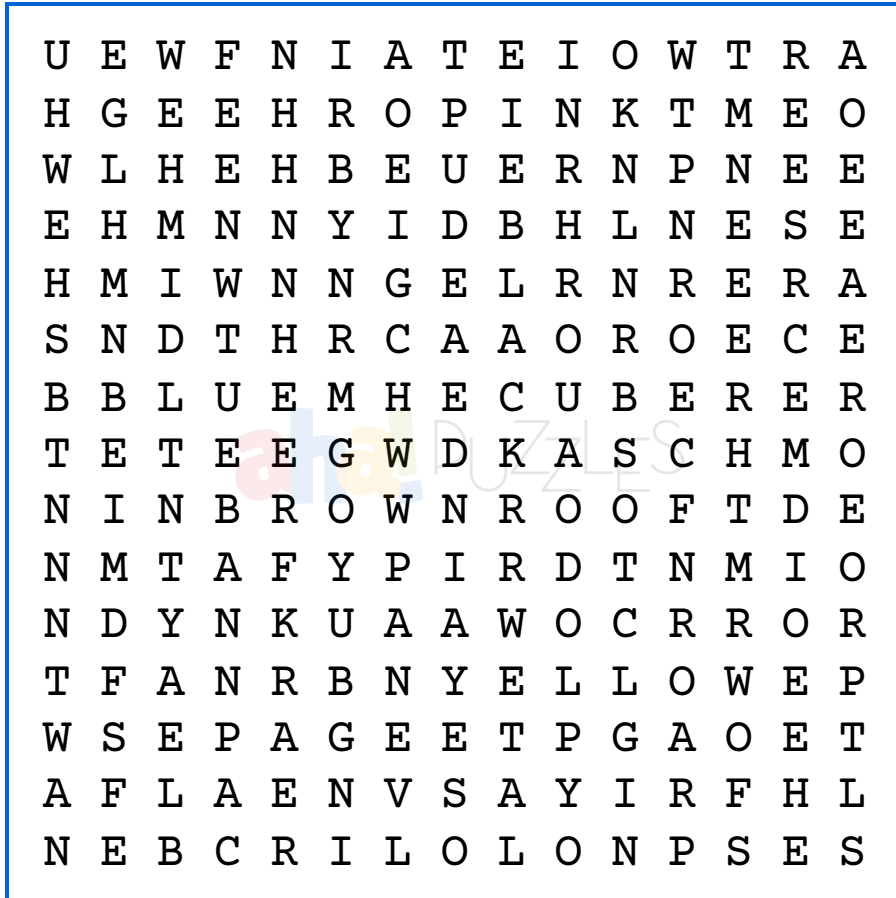 U E W F N I A T E I O W T R A
H G E E H R O P I N K T M E O
W L H E H B E U E R N P N E E
E H M N N Y I D B H L N E S E
H M I W N N G E L R N R E R A
S N D T H R C A A O R O E C E
B B L U E M H E C U B E R E R
T E T E E G W D K A S C H M O
aha! PUZZLES
N I N B R O W N R O O F T D E
N M T A F Y P I R D T N M I O
N D Y N K U A A W O C R R O R
T F A N R B N Y E L L O W E P
W S E P A G E E T P G A O E T
A F L A E N V S A Y I R F H L
N E B C R I L O L O N P S E S